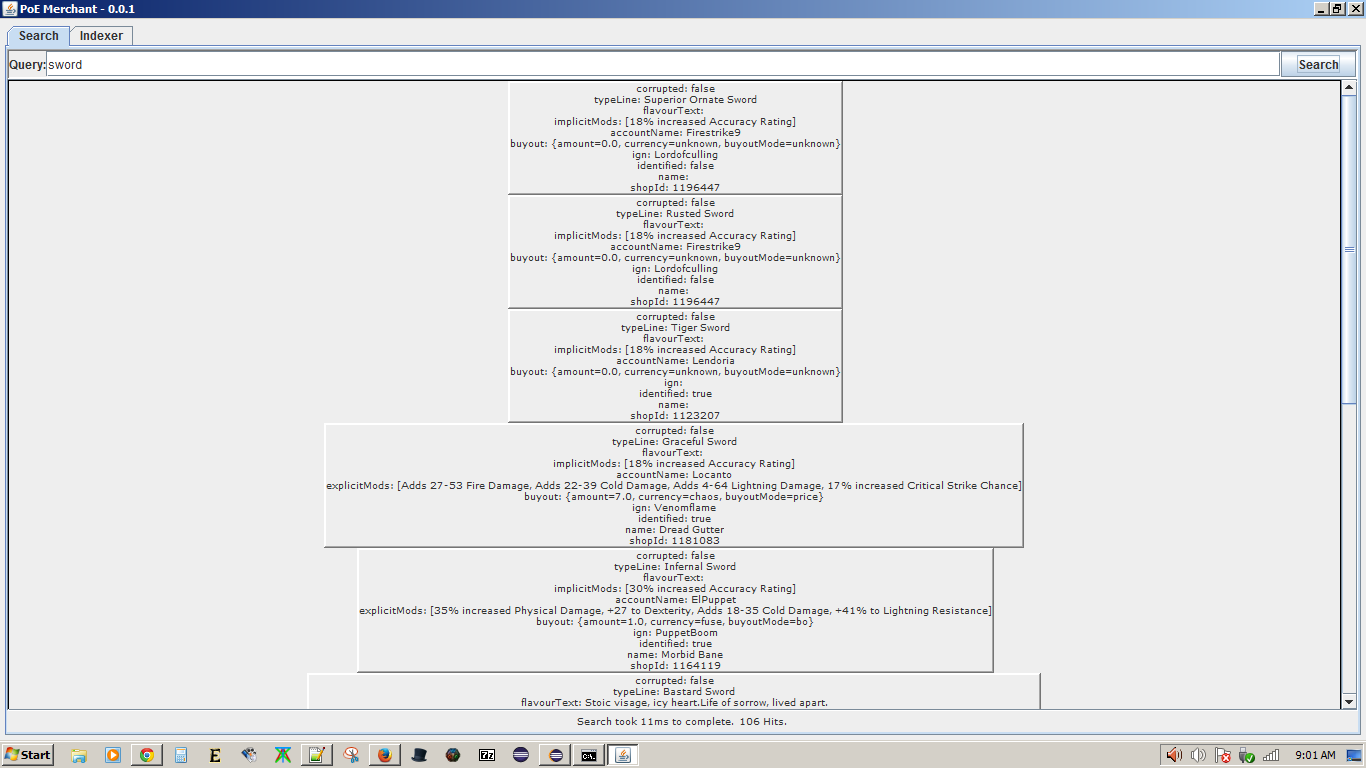 PoE Merchant - 0.0.1
Search Indexer
Query: sword Search
corrupted: false
typeLine: Superior Ornate Sword
flavourText:
implicitMods: [18% increased Accuracy Rating]
accountName: Firestrike9
buyout: {amount=0.0, currency=unknown, buyoutMode=unknown}
ign: Lordofculling
identified: false
name:
shopId: 1196447
corrupted: false
typeLine: Rusted Sword
flavourText:
implicitMods: [18% increased Accuracy Rating]
accountName: Firestrike9
buyout: {amount=0.0, currency=unknown, buyoutMode=unknown}
ign: Lordofculling
identified: false
name:
shopId: 1196447
corrupted: false
typeLine: Tiger Sword
flavourText:
implicitMods: [18% increased Accuracy Rating]
accountName: Lendoria
buyout: {amount=0.0, currency=unknown, buyoutMode=unknown}
ign:
identified: true
name:
shopId: 1123207
corrupted: false
typeLine: Graceful Sword
flavourText:
implicitMods: [18% increased Accuracy Rating]
accountName: Locanto
explicitMods: [Adds 27-53 Fire Damage, Adds 22-39 Cold Damage, Adds 4-64 Lightning Damage, 17% increased Critical Strike Chance]
buyout: {amount=7.0, currency=chaos, buyoutMode=price}
ign: Venomflame
identified: true
name: Dread Gutter
shopId: 1181083
corrupted: false
typeLine: Infernal Sword
flavourText:
implicitMods: [30% increased Accuracy Rating]
accountName: ElPuppet
explicitMods: [35% increased Physical Damage, +27 to Dexterity, Adds 18-35 Cold Damage, +41% to Lightning Resistance]
buyout: {amount=1.0, currency=fuse, buyoutMode=bo}
ign: PuppetBoom
identified: true
name: Morbid Bane
shopId: 1164119
corrupted: false
typeLine: Bastard Sword
flavourText: Stoic visage, icy heart.Life of sorrow, lived apart.
Search took 11ms to complete. 106 Hits.
Start E 7z C:\ 9:01 AM